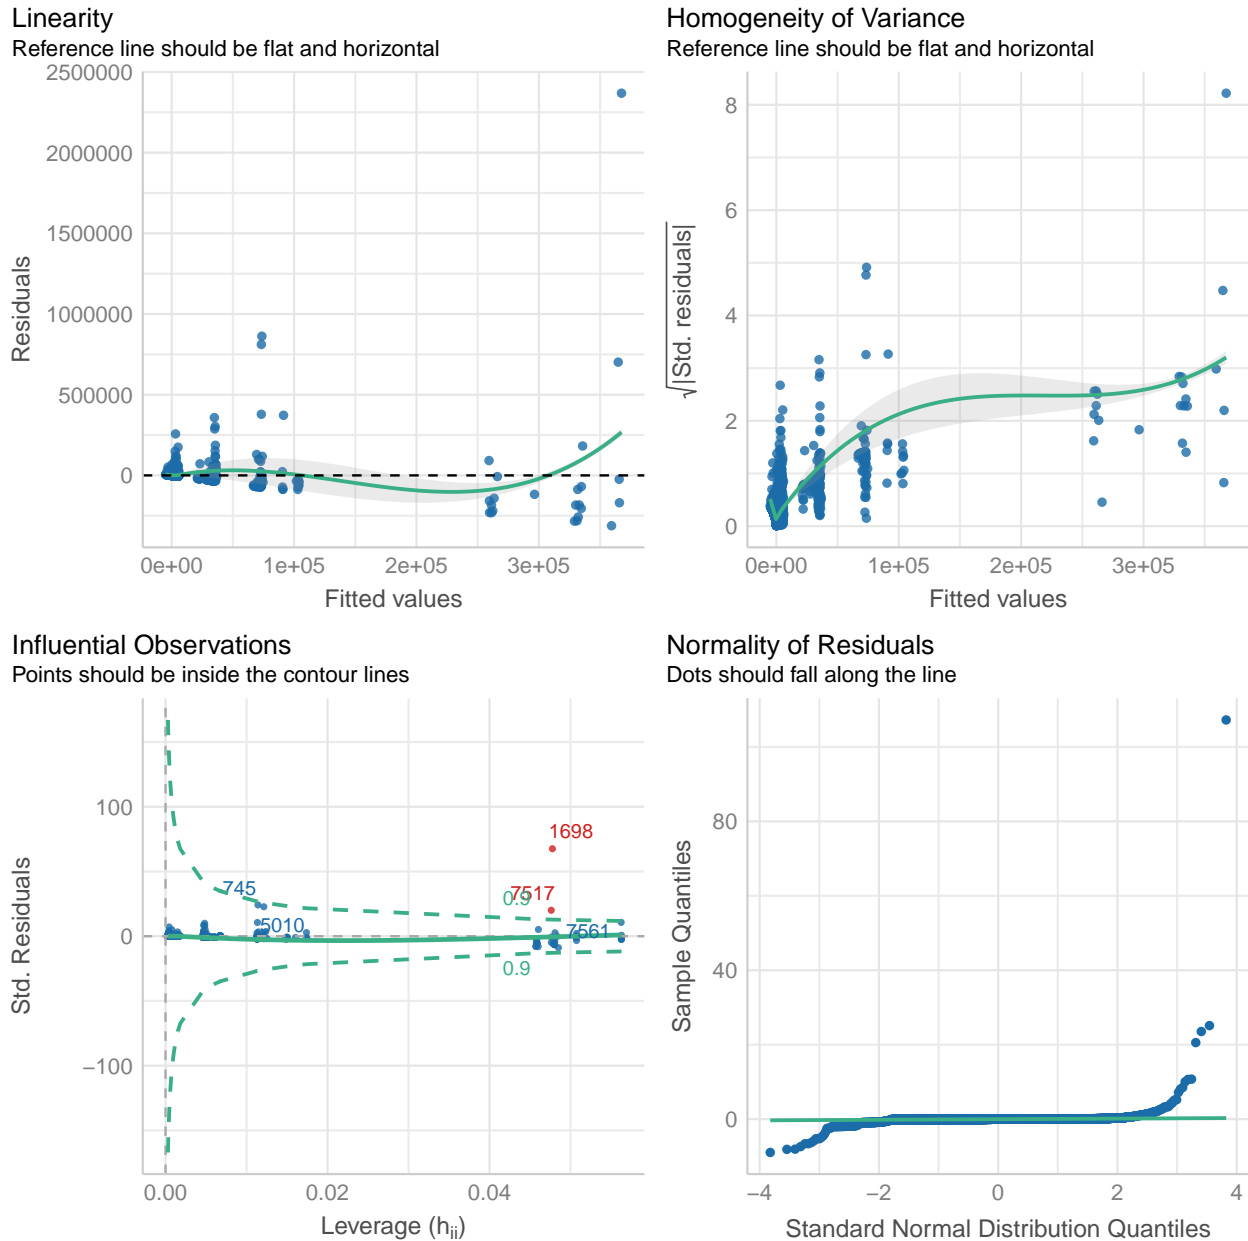 Linearity
Reference line should be flat and horizontal
2500000
2000000
1500000
1000000
500000
0
Residuals
0e+00 1e+05 2e+05 3e+05
Fitted values
Homogeneity of Variance
Reference line should be flat and horizontal
8
6
4
2
0
√|Std. residuals|
0e+00 1e+05 2e+05 3e+05
Fitted values
Influential Observations
Points should be inside the contour lines
100
0
−100
Std. Residuals
1698
7517
0.9
745
5010
7561
0.9
0.00 0.02 0.04
Leverage (hii)
Normality of Residuals
Dots should fall along the line
80
40
0
Sample Quantiles
−4 −2 0 2 4
Standard Normal Distribution Quantiles